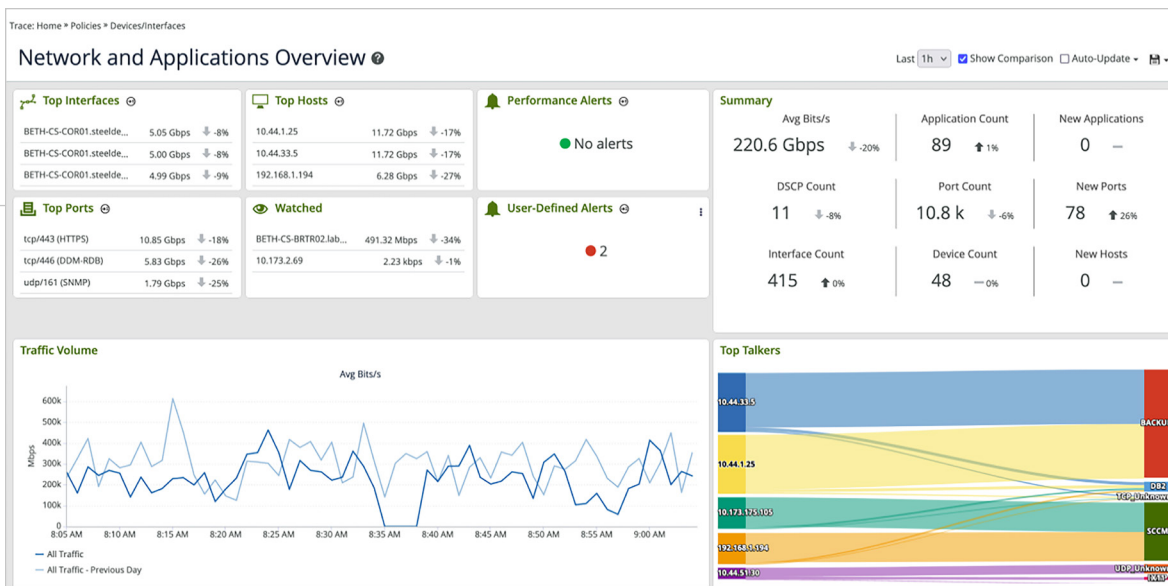 Trace: Home » Policies » Devices/Interfaces
Network and Applications Overview ?
Last 1h Show Comparison Auto-Update
Top Interfaces
BETH-CS-COR01.steelde... 5.05 Gbps -8%
BETH-CS-COR01.steelde... 5.00 Gbps -8%
BETH-CS-COR01.steelde... 4.99 Gbps -9%
Top Hosts
10.44.1.25 11.72 Gbps -17%
10.44.33.5 11.72 Gbps -17%
192.168.1.194 6.28 Gbps -27%
Performance Alerts
No alerts
Summary
Avg Bits/s
220.6 Gbps -20%
Application Count
89 1%
New Applications
0 —
DSCP Count
11 -8%
Port Count
10.8 k -6%
New Ports
78 26%
Interface Count
415 0%
Device Count
48 — 0%
New Hosts
0 —
Top Ports
tcp/443 (HTTPS) 10.85 Gbps -18%
tcp/446 (DDM-RDB) 5.83 Gbps -26%
udp/161 (SNMP) 1.79 Gbps -25%
Watched
BETH-CS-BRTR02.lab... 491.32 Mbps -34%
10.173.2.69 2.23 kbps -1%
User-Defined Alerts
2
Traffic Volume
Avg Bits/s
Mbps
600k
500k
400k
300k
200k
100k
0
8:05 AM 8:10 AM 8:15 AM 8:20 AM 8:25 AM 8:30 AM 8:35 AM 8:40 AM 8:45 AM 8:50 AM 8:55 AM 9:00 AM
All Traffic
All Traffic - Previous Day
Top Talkers
10.44.33.5
10.44.1.25
10.173.175.105
192.168.1.194
10.44.51.30
BACKU
DB2
TCP_Unknow
SCCM
UDP_Unknow